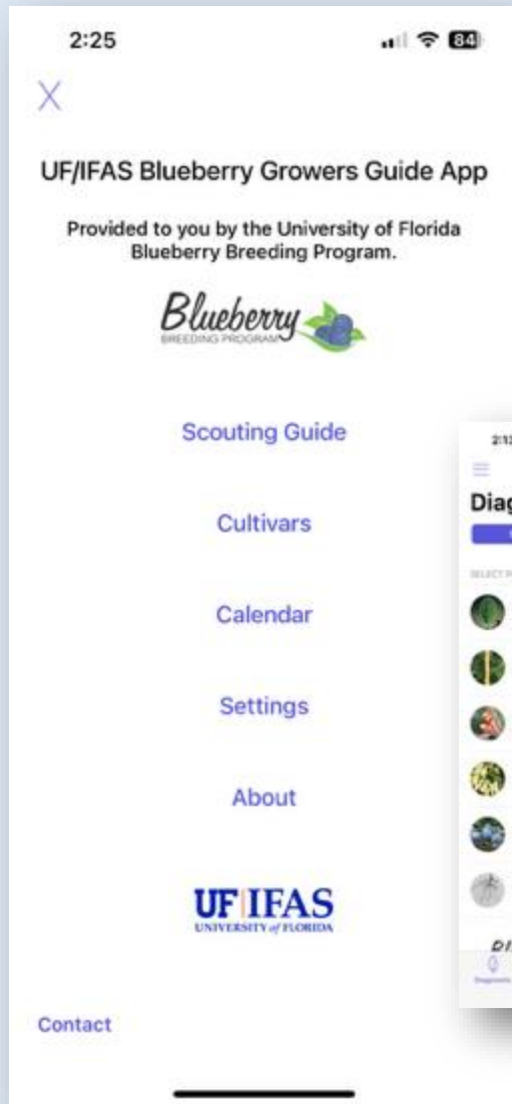 2:25
84
X
UF/IFAS Blueberry Growers Guide App
Provided to you by the University of Florida
Blueberry Breeding Program.
Blueberry
BREEDING PROGRAM
Scouting Guide
Cultivars
Calendar
Settings
About
UF IFAS
UNIVERSITY of FLORIDA
Contact